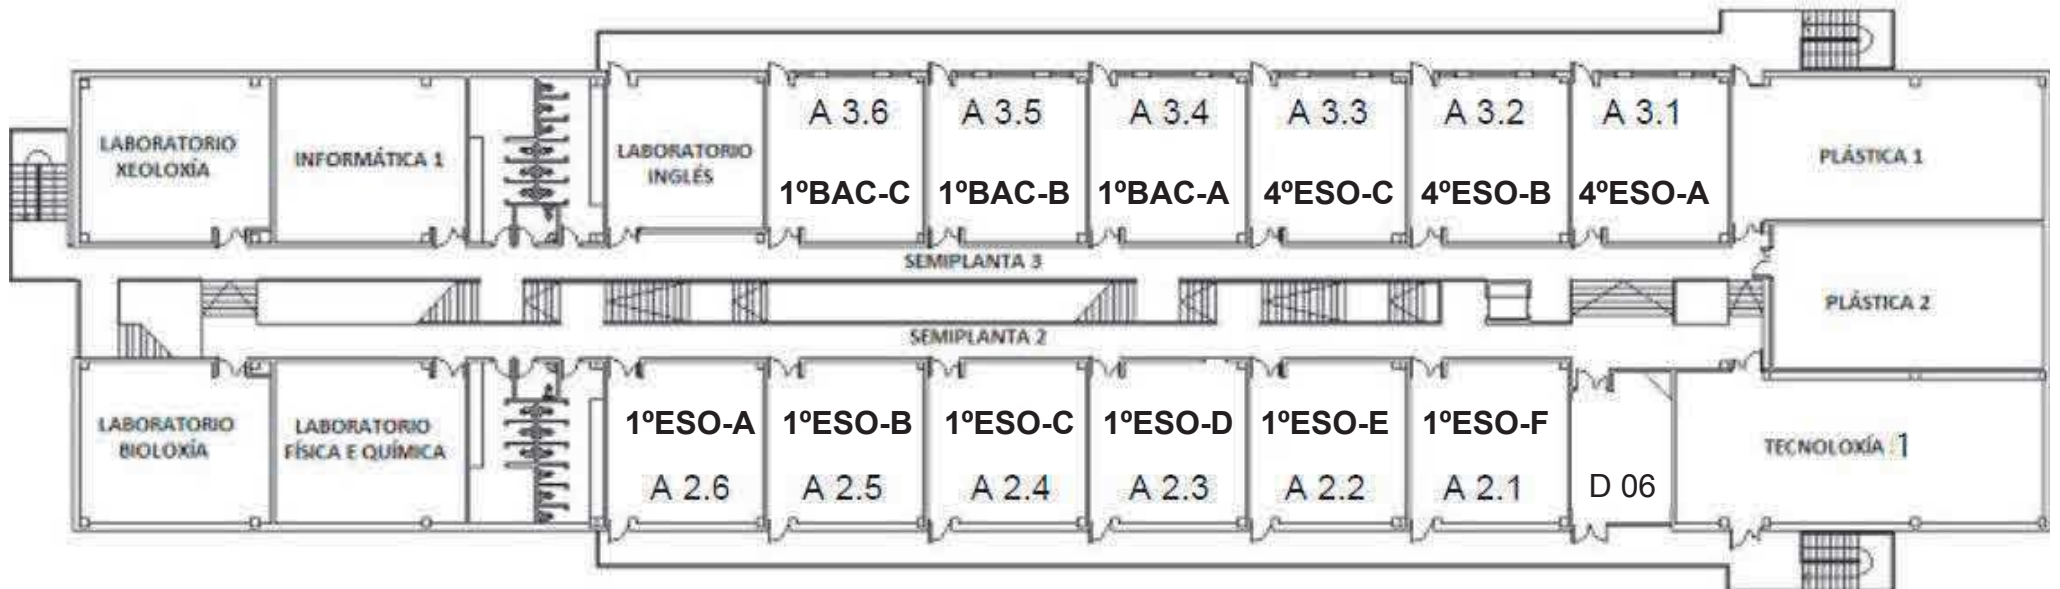 LABORATORIO
XEOLOXÍA
INFORMÁTICA 1
LABORATORIO
INGLÉS
A 3.6
1ºBAC-C
A 3.5
1ºBAC-B
A 3.4
1ºBAC-A
A 3.3
4ºESO-C
A 3.2
4ºESO-B
A 3.1
4ºESO-A
PLÁSTICA 1
SEMIPLANTA 3
PLÁSTICA 2
SEMIPLANTA 2
LABORATORIO
BIOLOXÍA
LABORATORIO
FÍSICA E QUÍMICA
1ºESO-A
A 2.6
1ºESO-B
A 2.5
1ºESO-C
A 2.4
1ºESO-D
A 2.3
1ºESO-E
A 2.2
1ºESO-F
A 2.1
D 06
TECNOLOXÍA 1